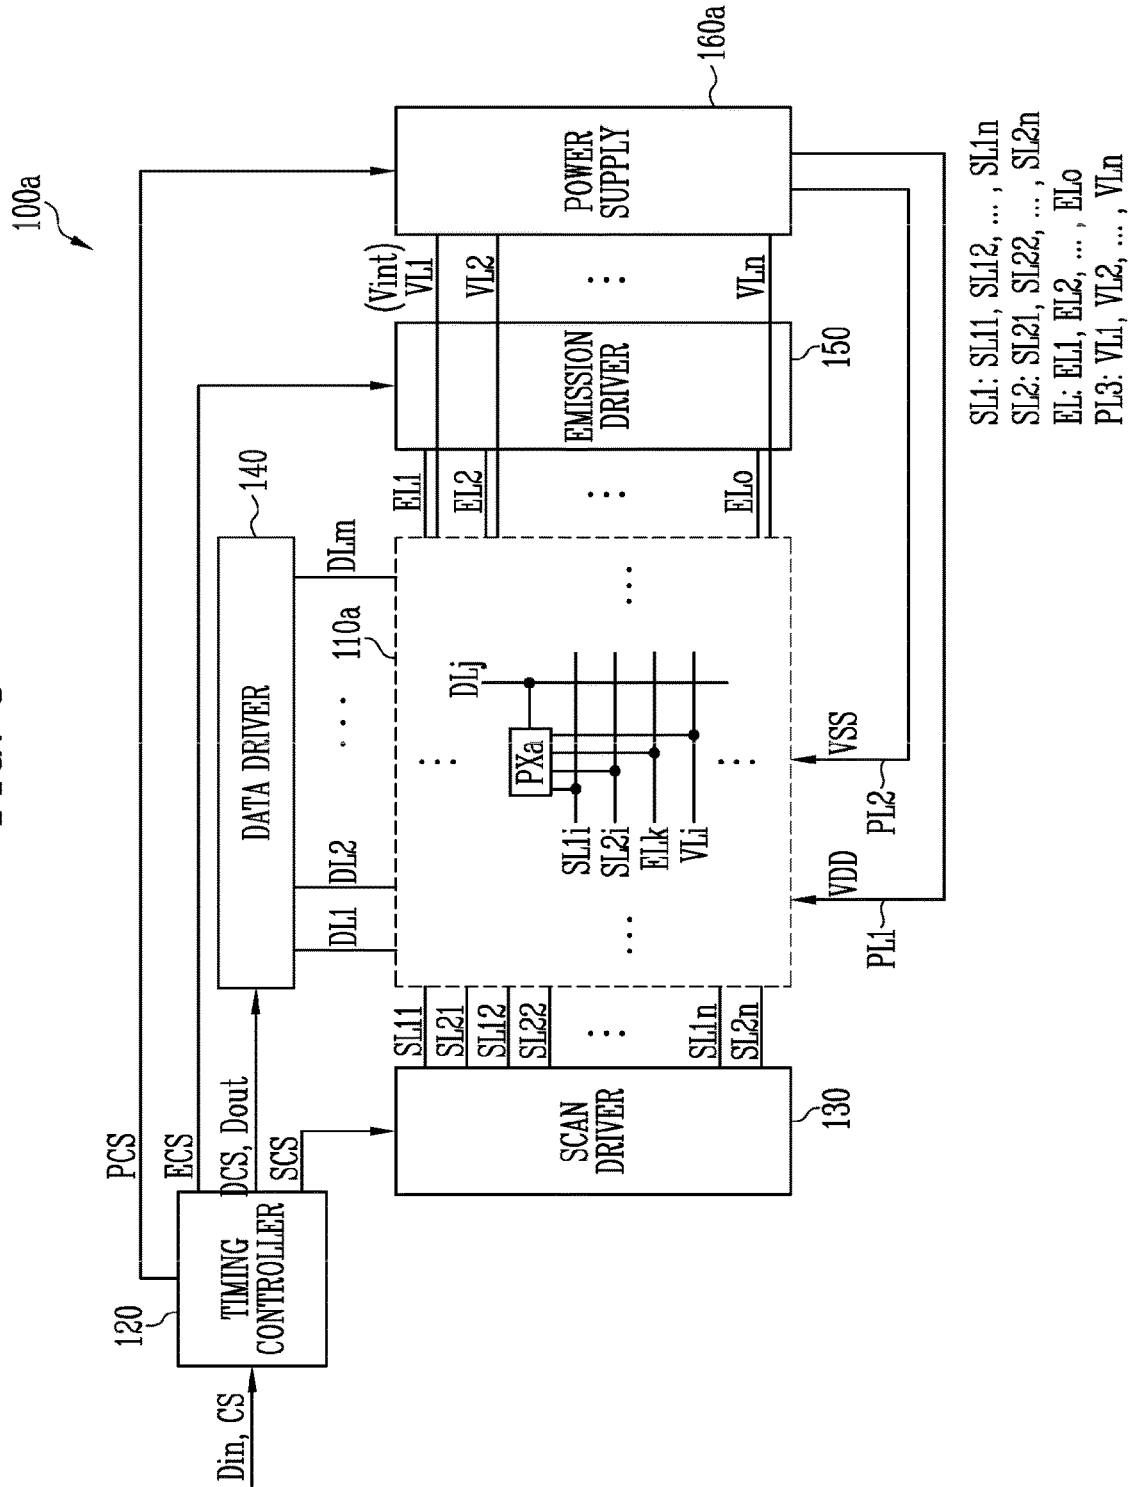 100a
PCS
ECS
DCS, Dout
SCS
Din, CS
120
TIMING
CONTROLLER
DATA DRIVER
140
DL1
DL2
. . .
DLm
110a
SCAN
DRIVER
130
SL11
SL21
SL12
SL22
...
SL1n
SL2n
...
DLj
PXa
SL1i
SL2i
ELk
VLi
...
...
...
EL1
EL2
...
ELo
EMISSION
DRIVER
150
(Vint)
VL1
VL2
...
VLn
POWER
SUPPLY
160a
VDD
PL1
VSS
PL2
SL1: SL11, SL12, ... , SL1n
SL2: SL21, SL22, ... , SL2n
EL: EL1, EL2, ... , ELo
PL3: VL1, VL2, ... , VLn